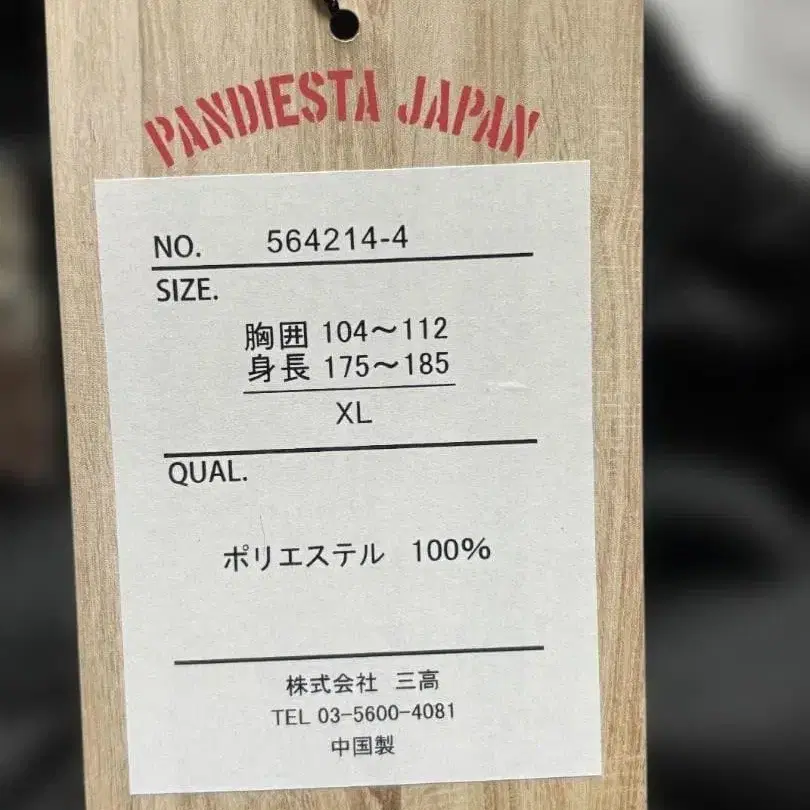 PANDIESTA JAPAN
NO. 564214-4
SIZE.
胸囲 104～112
身長 175～185
XL
QUAL.
ポリエステル 100%
株式会社 三高
TEL 03-5600-4081
中国製